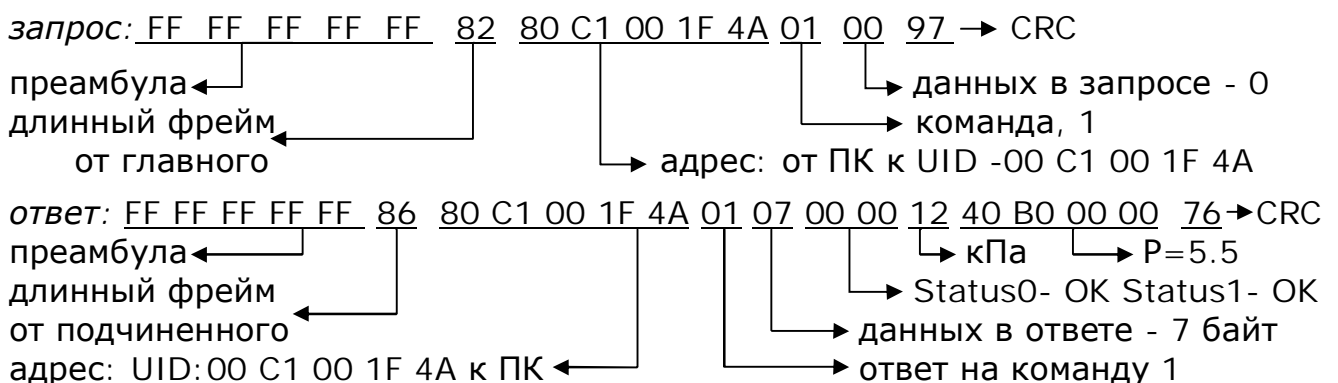 запрос: FF FF FF FF FF 82 80 C1 00 1F 4A 01 00 97 → CRC
преамбула данных в запросе - 0
длинный фрейм команда, 1
от главного адрес: от ПК к UID -00 C1 00 1F 4A
ответ: FF FF FF FF FF 86 80 C1 00 1F 4A 01 07 00 00 12 40 B0 00 00 76 → CRC
преамбула кПа P=5.5
длинный фрейм Status0- OK Status1- OK
от подчиненного данных в ответе - 7 байт
адрес: UID:00 C1 00 1F 4A к ПК ответ на команду 1